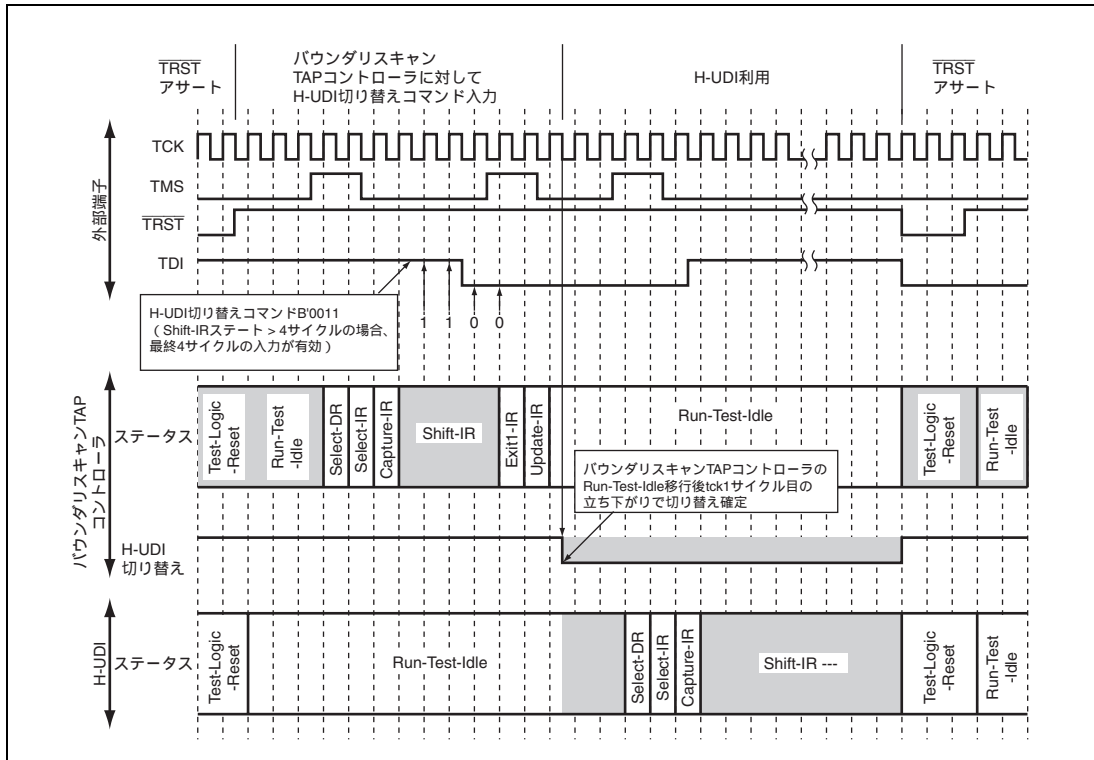 TRST
アサート
バウンダリスキャン
TAPコントローラに対して
H-UDI切り替えコマンド入力
H-UDI利用
TRST
アサート
外部端子
TCK
TMS
TRST
TDI
H-UDI切り替えコマンドB'0011
（Shift-IRステート > 4サイクルの場合、
最終4サイクルの入力が有効）
1 1 0 0
バウンダリスキャンTAP
コントローラ
ステータス
Test-Logic
-Reset
Run-Test
-Idle
Select-DR
Select-IR
Capture-IR
Shift-IR
Exit1-IR
Update-IR
Run-Test-Idle
Test-Logic
-Reset
Run-Test
-Idle
バウンダリスキャンTAPコントローラの
Run-Test-Idle移行後tck1サイクル目の
立ち下がりで切り替え確定
H-UDI
切り替え
H-UDI
ステータス
Test-Logic
-Reset
Run-Test-Idle
Select-DR
Select-IR
Capture-IR
Shift-IR ---
Test-Logic
-Reset
Run-Test
-Idle